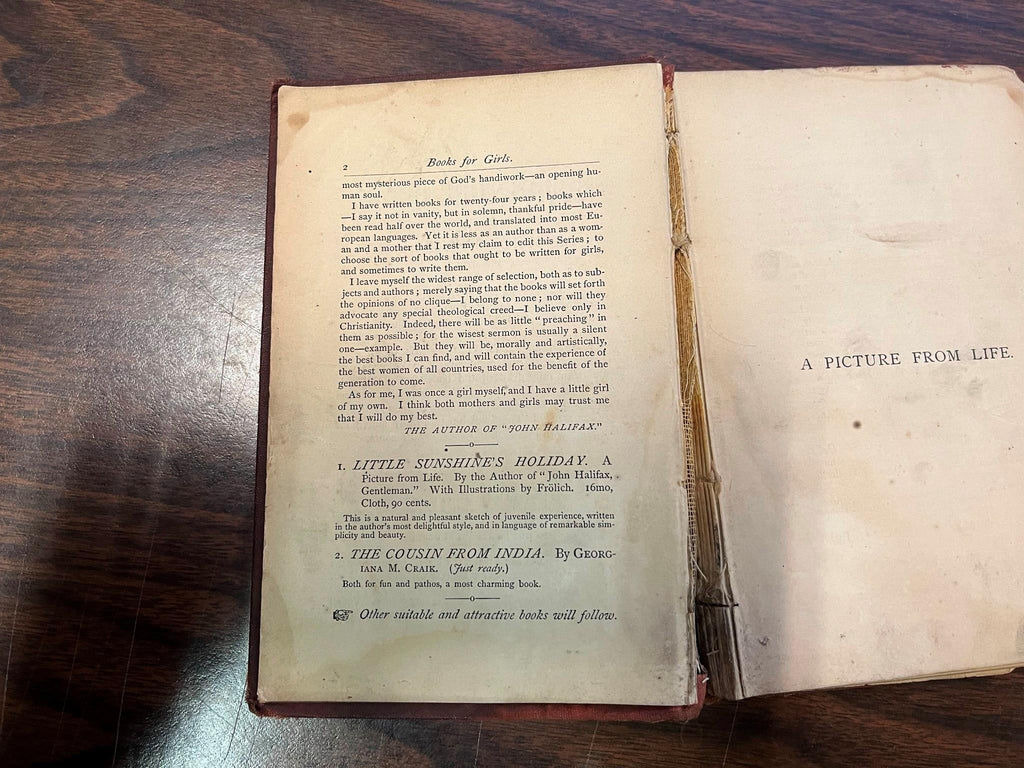 2 Books for Girls.
most mysterious piece of God's handiwork—an opening hu-
man soul.
I have written books for twenty-four years; books which
—I say it not in vanity, but in solemn, thankful pride—have
been read half over the world, and translated into most Eu-
ropean languages. Yet it is less as an author than as a wom-
an and a mother that I rest my claim to edit this Series; to
choose the sort of books that ought to be written for girls,
and sometimes to write them.
I leave myself the widest range of selection, both as to sub-
jects and authors; merely saying that the books will set forth
the opinions of no clique—I belong to none; nor will they
advocate any special theological creed—I believe only in
Christianity. Indeed, there will be as little "preaching" in
them as possible; for the wisest sermon is usually a silent
one—example. But they will be, morally and artistically,
the best books I can find, and will contain the experience of
the best women of all countries, used for the benefit of the
generation to come.
As for me, I was once a girl myself, and I have a little girl
of my own. I think both mothers and girls may trust me
that I will do my best.
THE AUTHOR OF "JOHN HALIFAX."
1. LITTLE SUNSHINE'S HOLIDAY. A
Picture from Life. By the Author of "John Halifax,
Gentleman." With Illustrations by Frölich. 16mo,
Cloth, 90 cents.
This is a natural and pleasant sketch of juvenile experience, written
in the author's most delightful style, and in language of remarkable sim-
plicity and beauty.
2. THE COUSIN FROM INDIA. By GEORG-
IANA M. CRAIK. (Just ready.)
Both for fun and pathos, a most charming book.
☞ Other suitable and attractive books will follow.
A PICTURE FROM LIFE.